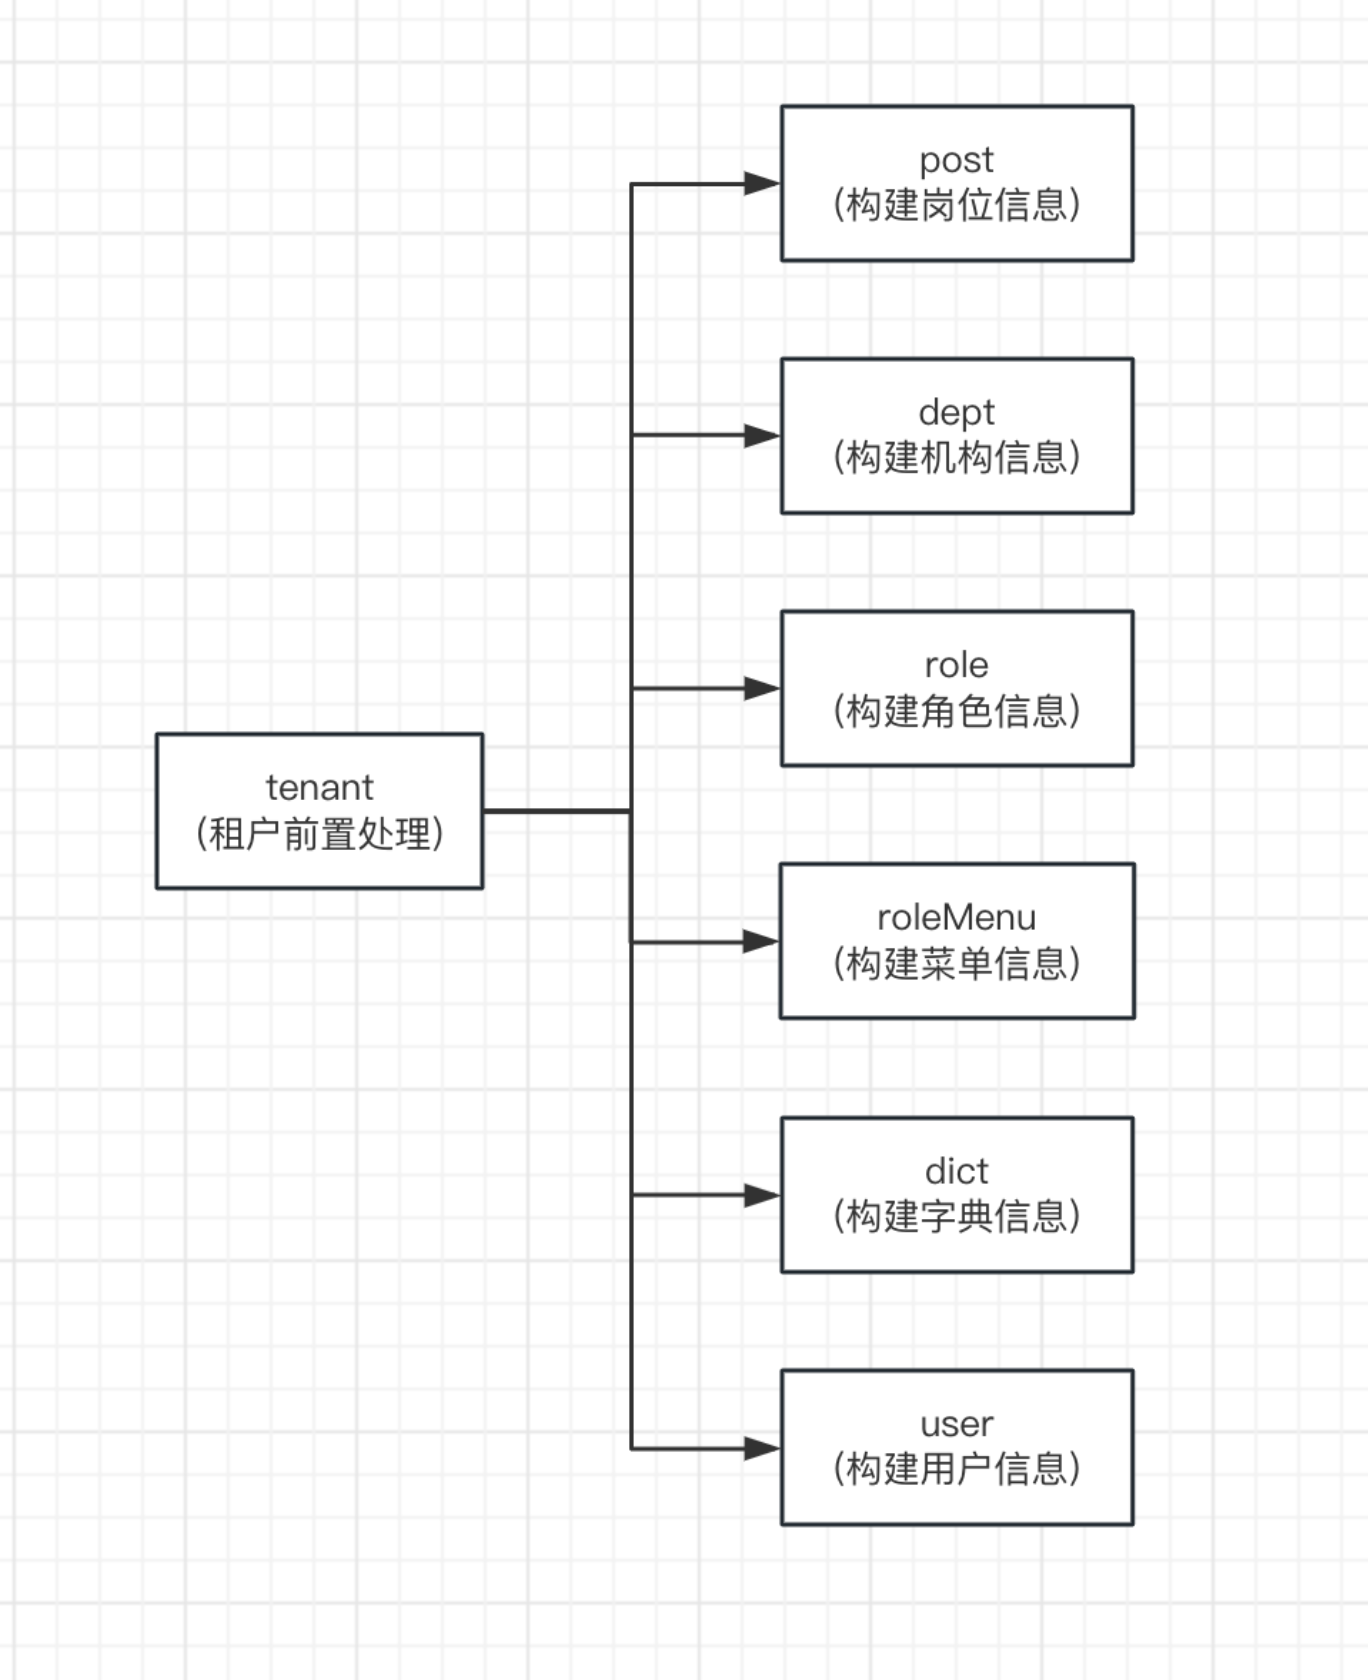 post
(构建岗位信息)
dept
(构建机构信息)
role
(构建角色信息)
tenant
(租户前置处理)
roleMenu
(构建菜单信息)
dict
(构建字典信息)
user
(构建用户信息)